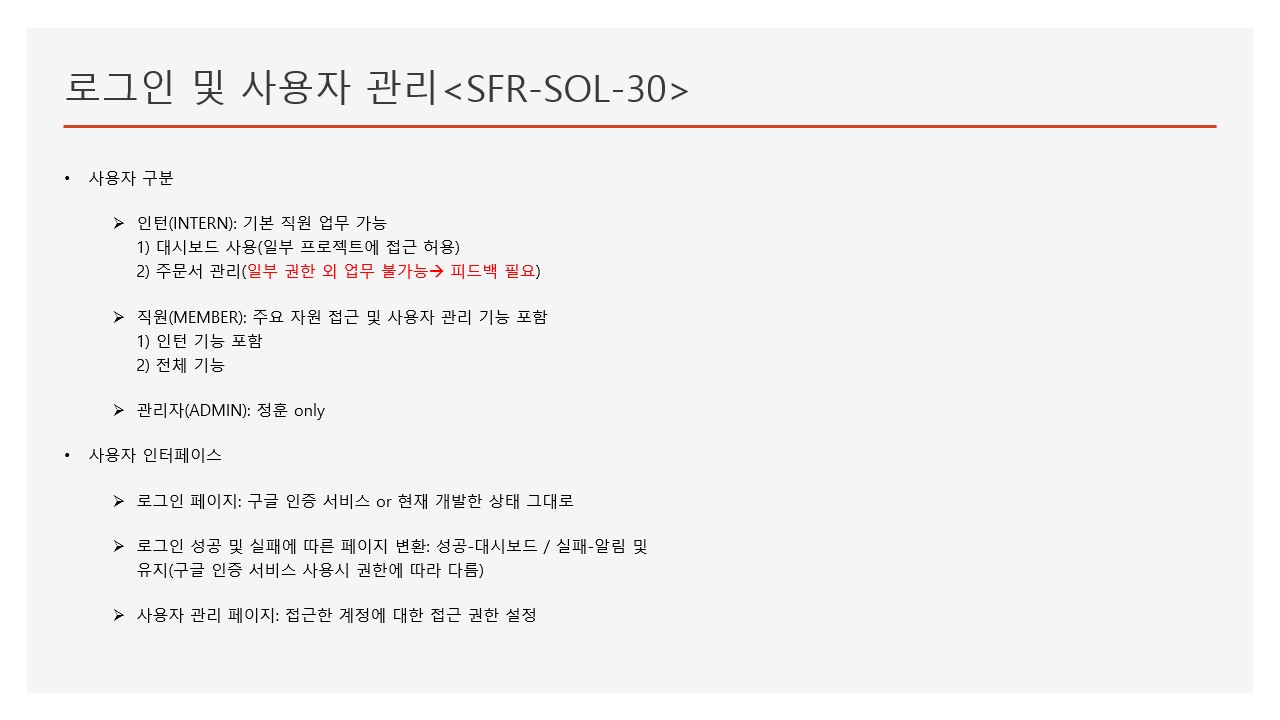 로그인 및 사용자 관리<SFR-SOL-30>
• 사용자 구분
➢ 인턴(INTERN): 기본 직원 업무 가능
1) 대시보드 사용(일부 프로젝트에 접근 허용)
2) 주문서 관리(일부 권한 외 업무 불가능→ 피드백 필요)
➢ 직원(MEMBER): 주요 자원 접근 및 사용자 관리 기능 포함
1) 인턴 기능 포함
2) 전체 기능
➢ 관리자(ADMIN): 정훈 only
• 사용자 인터페이스
➢ 로그인 페이지: 구글 인증 서비스 or 현재 개발한 상태 그대로
➢ 로그인 성공 및 실패에 따른 페이지 변환: 성공-대시보드 / 실패-알림 및
유지(구글 인증 서비스 사용시 권한에 따라 다름)
➢ 사용자 관리 페이지: 접근한 계정에 대한 접근 권한 설정